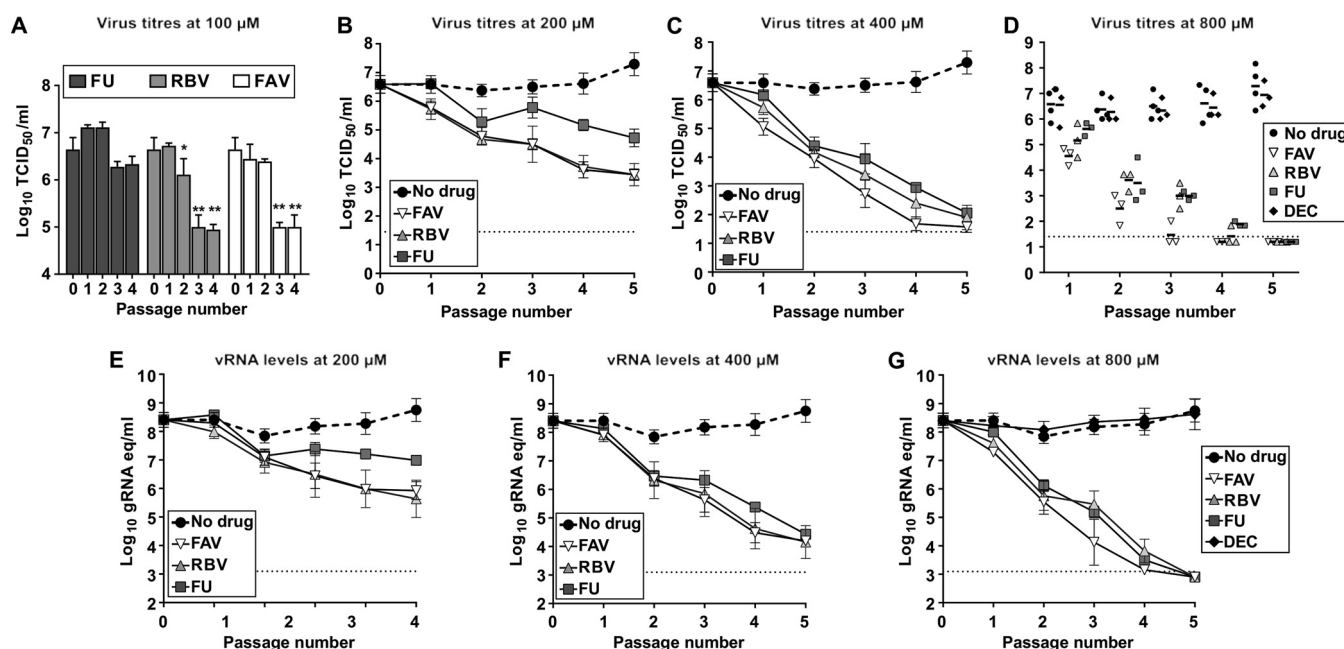 A
Virus titres at 100 µM
FU RBV FAV
Log10 TCID50/ml
8
7
6
5
4
*
** **
** **
0 1 2 3 4 0 1 2 3 4 0 1 2 3 4
Passage number
B
Virus titres at 200 µM
Log10 TCID50/ml
8
7
6
5
4
3
2
1
0
No drug
FAV
RBV
FU
0 1 2 3 4 5
Passage number
C
Virus titres at 400 µM
Log10 TCID50/ml
8
7
6
5
4
3
2
1
0
No drug
FAV
RBV
FU
0 1 2 3 4 5
Passage number
D
Virus titres at 800 µM
Log10 TCID50/ml
9
8
7
6
5
4
3
2
1
0
1 2 3 4 5
Passage number
No drug
FAV
RBV
FU
DEC
E
vRNA levels at 200 µM
Log10 gRNA eq/ml
10
9
8
7
6
5
4
3
2
No drug
FAV
RBV
FU
0 1 2 3 4
Passage number
F
vRNA levels at 400 µM
Log10 gRNA eq/ml
10
9
8
7
6
5
4
3
2
No drug
FAV
RBV
FU
0 1 2 3 4 5
Passage number
G
vRNA levels at 800 µM
Log10 gRNA eq/ml
10
9
8
7
6
5
4
3
2
0 1 2 3 4 5
Passage number
No drug
FAV
RBV
FU
DEC